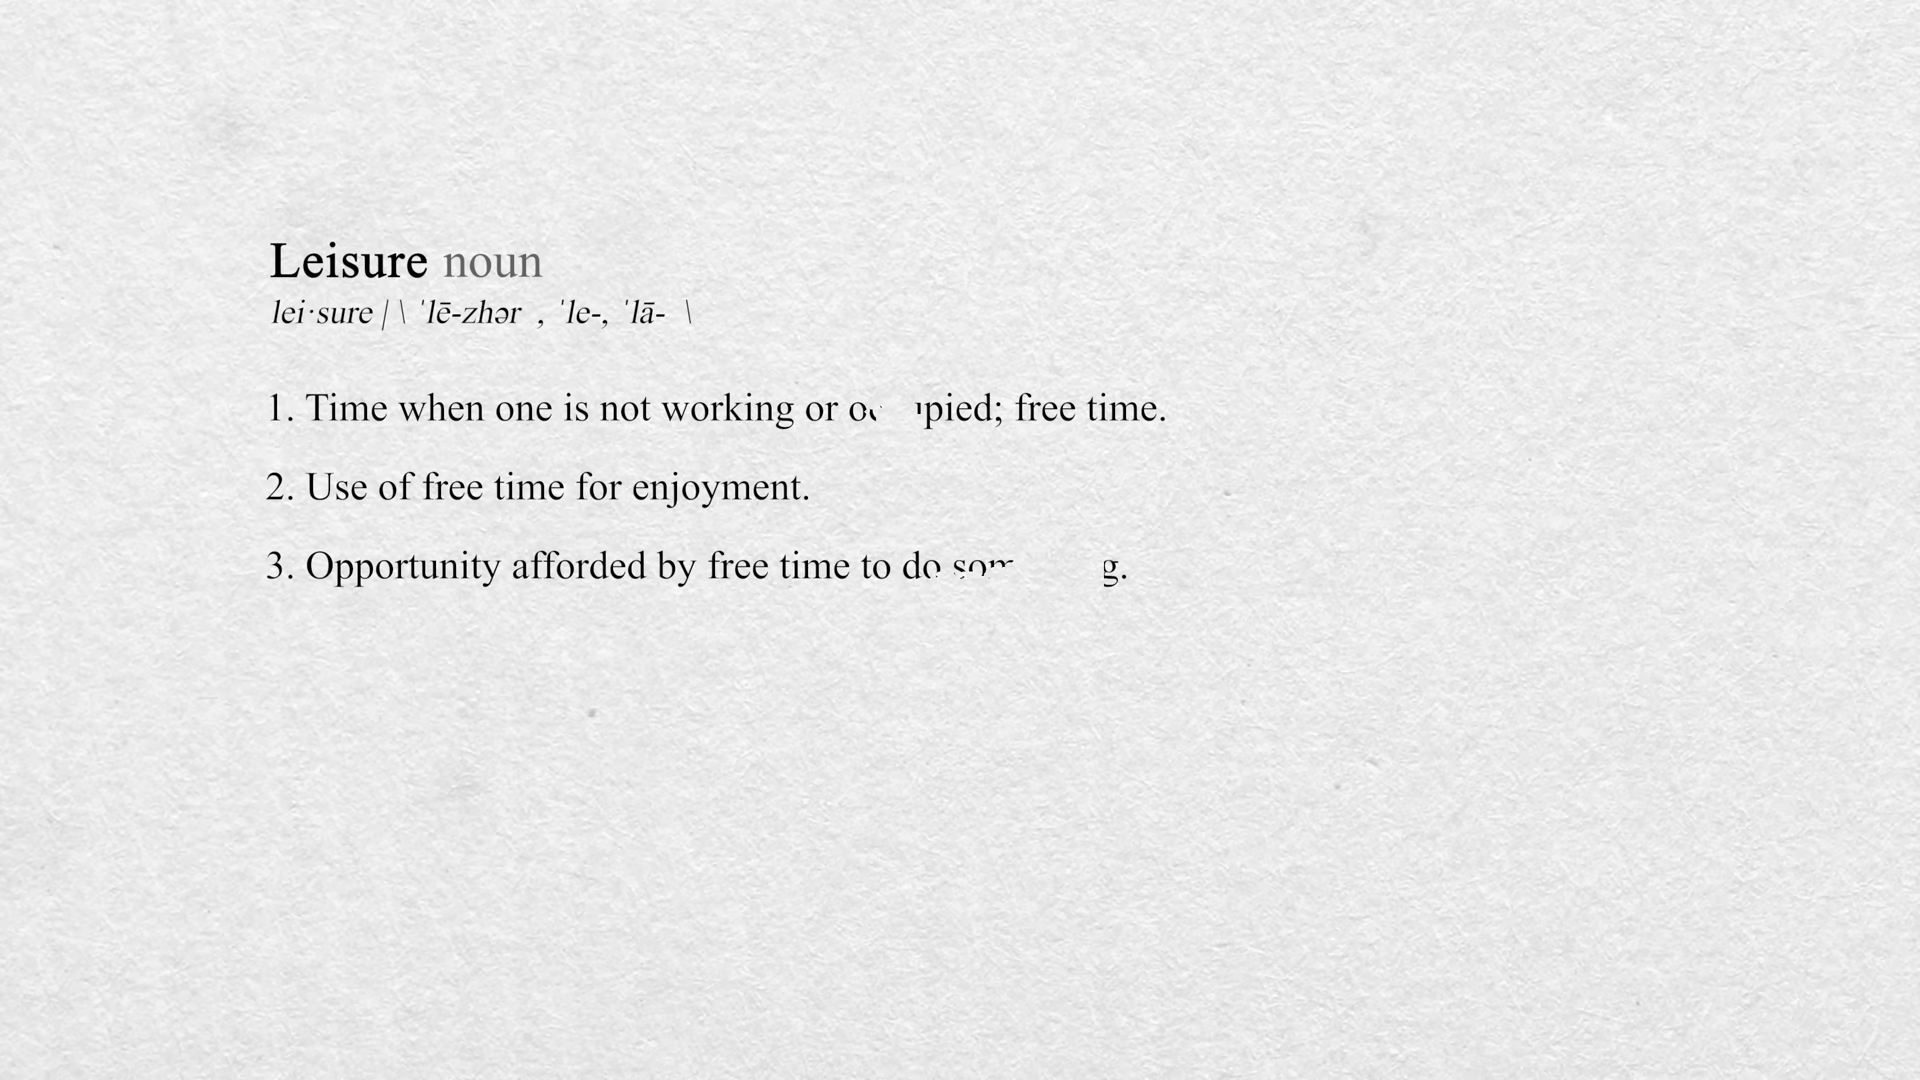 Leisure noun
lei·sure | \ ˈlē-zhər , ˈle-, ˈlā- \
1. Time when one is not working or free time.
2. Use of free time for enjoyment.
3. Opportunity afforded by free time to do